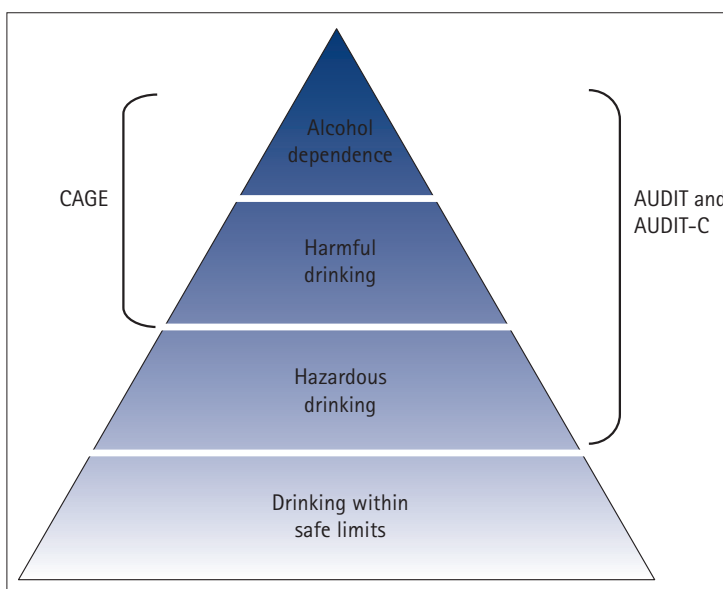 Alcohol
dependence
CAGE
AUDIT and
AUDIT-C
Harmful
drinking
Hazardous
drinking
Drinking within
safe limits